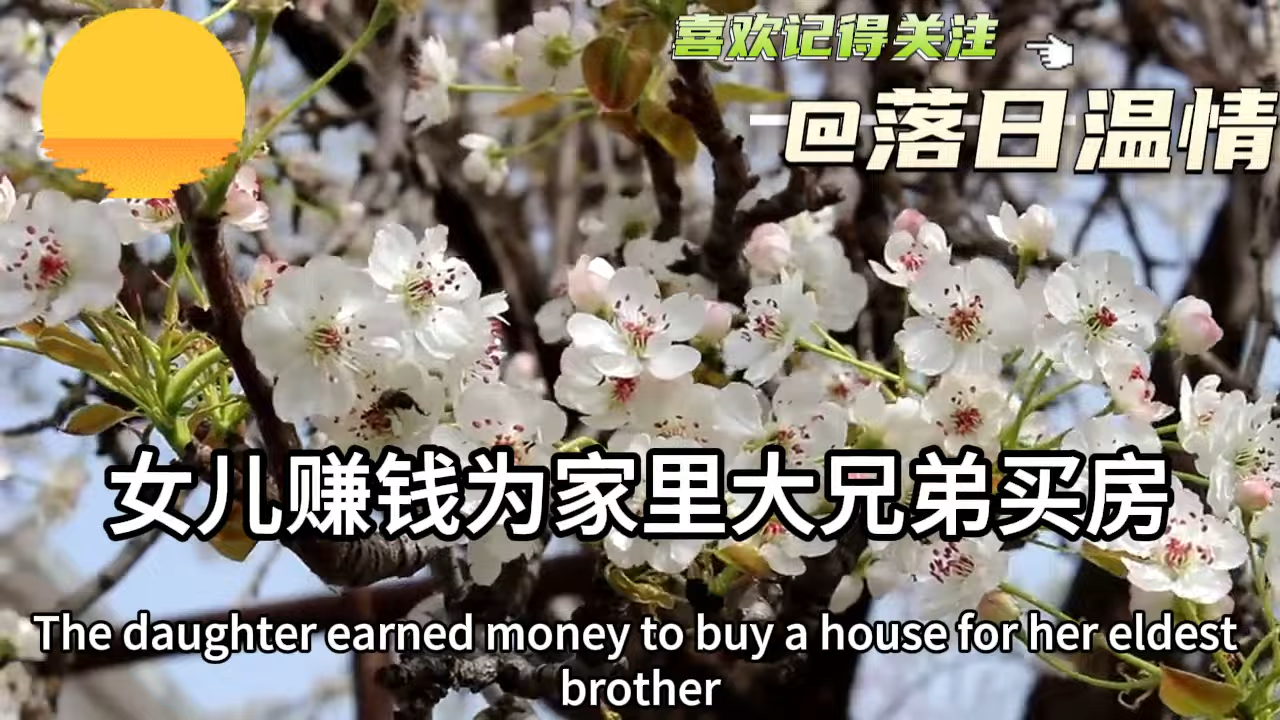 喜欢记得关注
@落日温情
女儿赚钱为家里大兄弟买房
The daughter earned money to buy a house for her eldest
brother